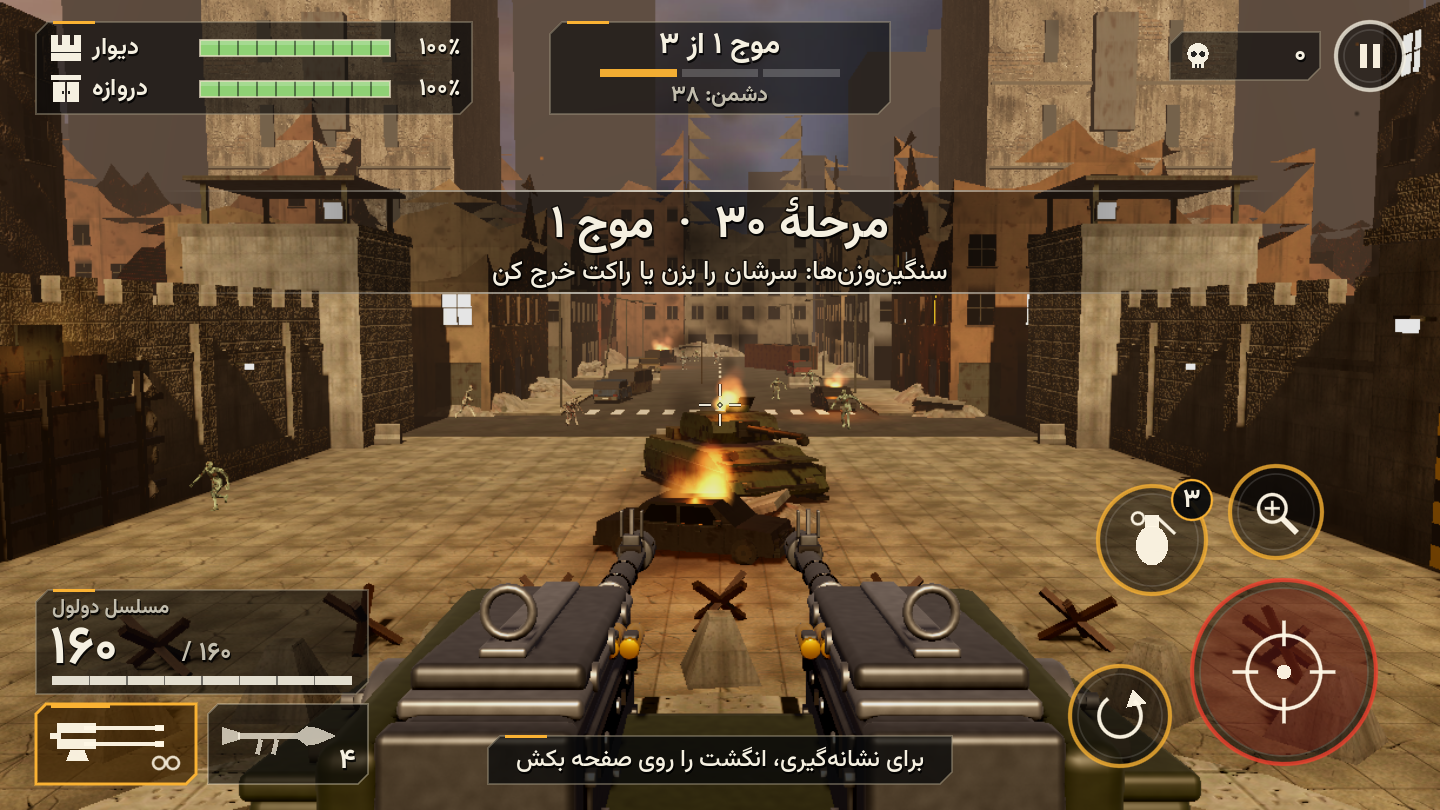 دیوار ۱۰۰٪
دروازه ۱۰۰٪
موج ۱ از ۳
دشمن: ۳۸
۰
مرحلهٔ ۳۰ · موج ۱
سنگین‌وزن‌ها: سرشان را بزن یا راکت خرج کن
۳
مسلسل دولول
۱۶۰ / ۱۶۰
∞
۴
برای نشانه‌گیری، انگشت را روی صفحه بکش